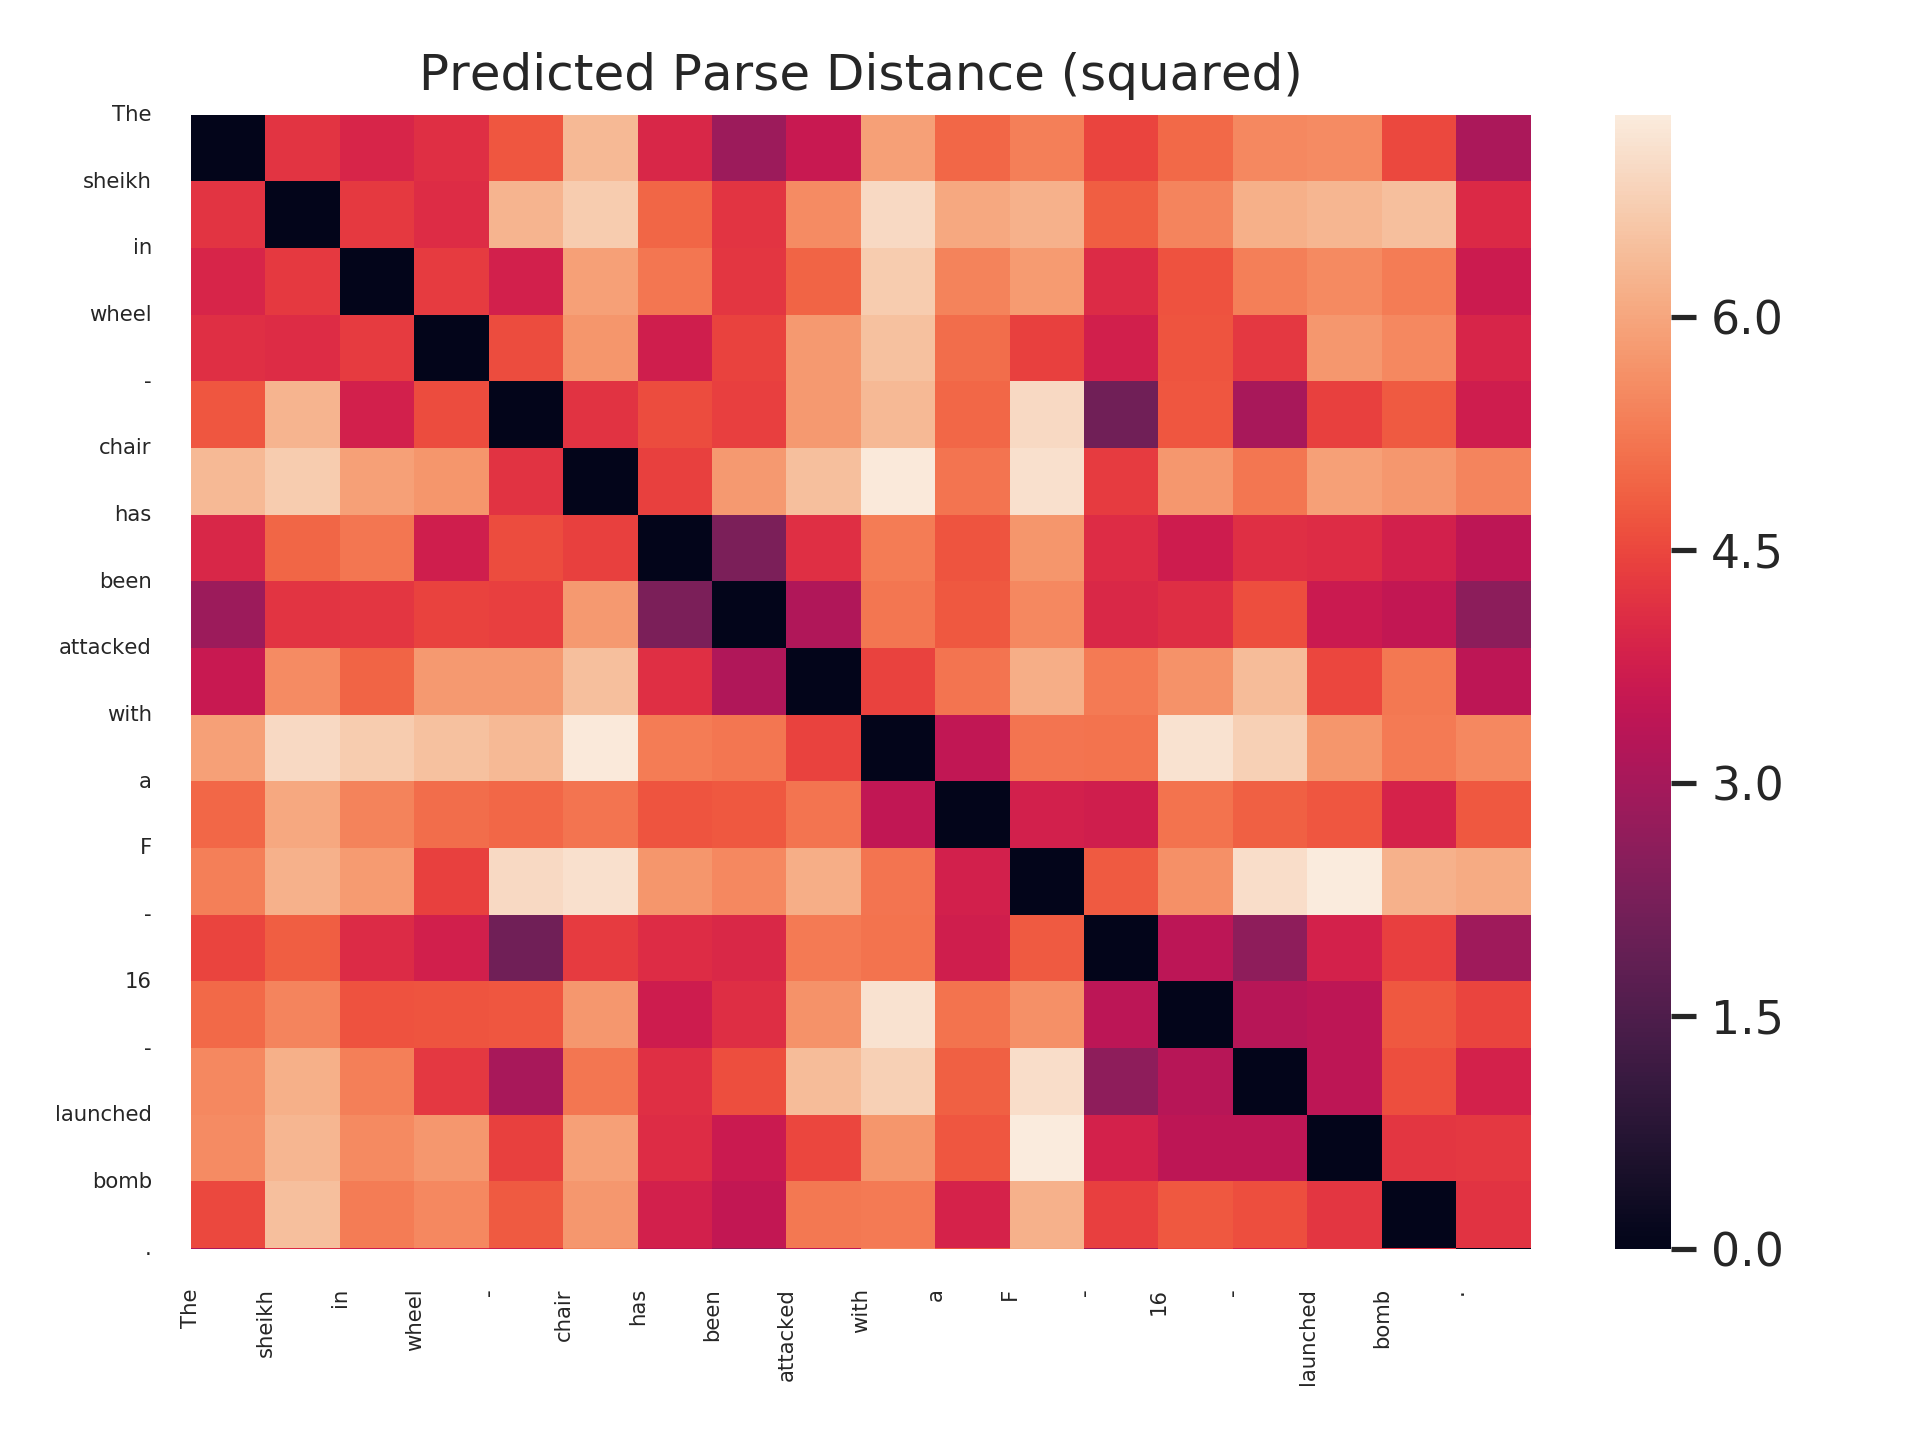 Predicted Parse Distance (squared)
The
sheikh
in
wheel
-
chair
has
been
attacked
with
a
F
-
16
-
launched
bomb
.
The
sheikh
in
wheel
-
chair
has
been
attacked
with
a
F
-
16
-
launched
bomb
.
6.0
4.5
3.0
1.5
0.0